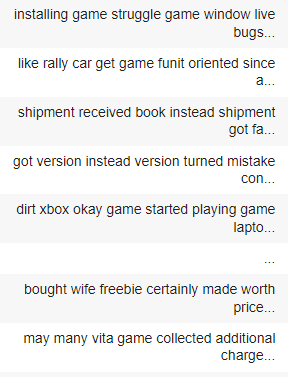 installing game struggle game window live
bugs...
like rally car get game funit oriented since
a...
shipment received book instead shipment
got fa...
got version instead version turned mistake
con...
dirt xbox okay game started playing game
lapto...
...
bought wife freebie certainly made worth
price...
may many vita game collected additional
charge...